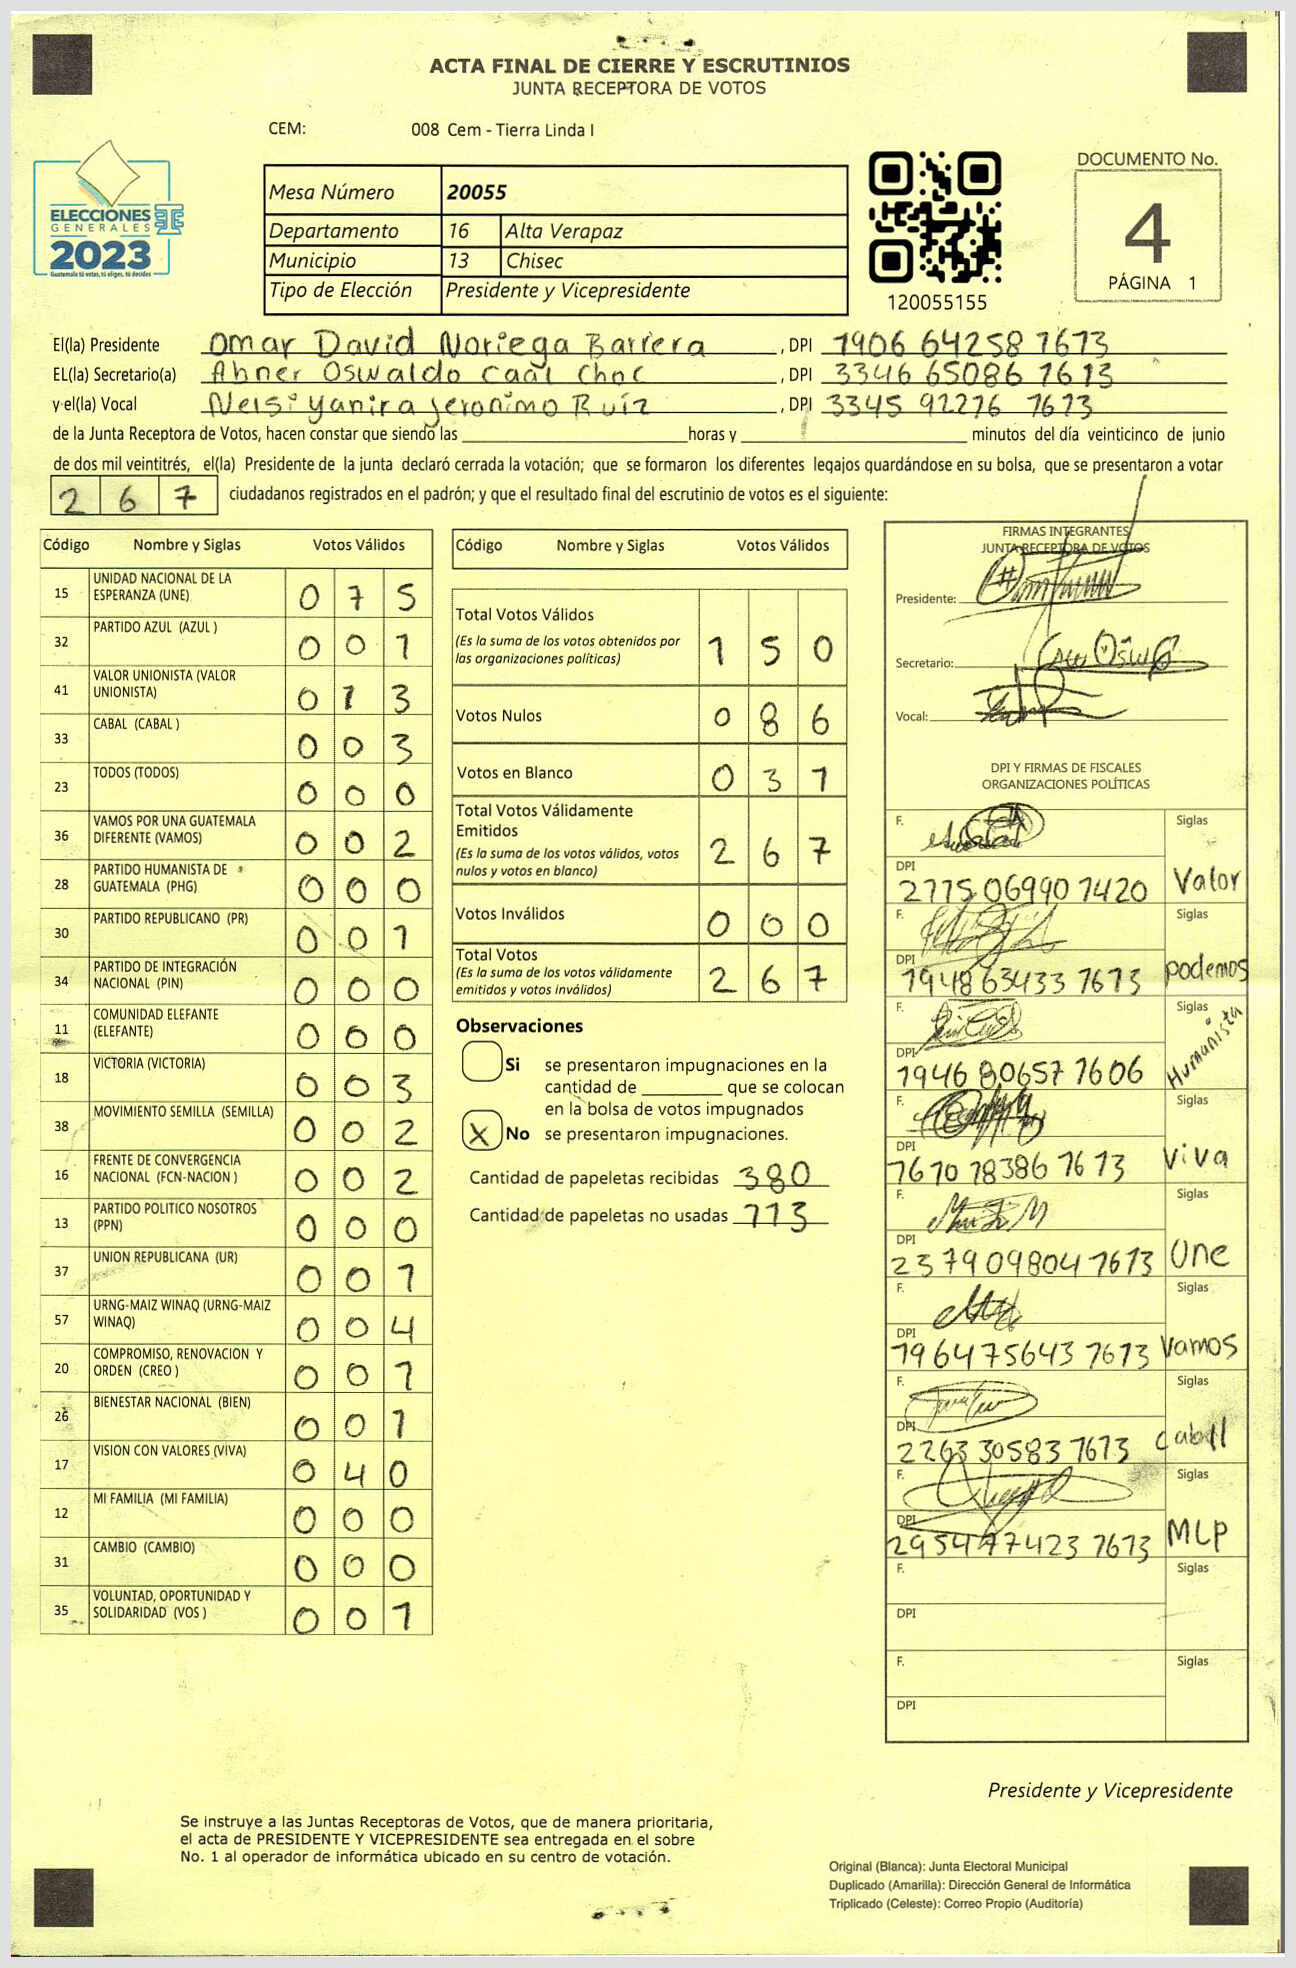 ACTA FINAL DE CIERRE Y ESCRUTINIOS
JUNTA RECEPTORA DE VOTOS
CEM: 008 Cem - Tierra Linda I
ELECCIONES
GENERALES
2023
Guatemala tú votas, tú eliges, tú decides
Mesa Número 20055
Departamento 16 Alta Verapaz
Municipio 13 Chisec
Tipo de Elección Presidente y Vicepresidente
120055155
DOCUMENTO No.
4
PÁGINA 1
El(la) Presidente Omar David Noriega Barrera , DPI 1906 64258 1613
EL(la) Secretario(a) Abner Oswaldo Caal Choc , DPI 3346 65086 1613
y el(la) Vocal Neisi Yanira Jeronimo Ruíz , DPI 3345 92276 1613
de la Junta Receptora de Votos, hacen constar que siendo las horas y minutos del día veinticinco de junio
de dos mil veintitrés, el(la) Presidente de la junta declaró cerrada la votación; que se formaron los diferentes legajos guardándose en su bolsa, que se presentaron a votar
267 ciudadanos registrados en el padrón; y que el resultado final del escrutinio de votos es el siguiente:
Código Nombre y Siglas Votos Válidos
15 UNIDAD NACIONAL DE LA ESPERANZA (UNE) 0 7 5
32 PARTIDO AZUL (AZUL ) 0 0 1
41 VALOR UNIONISTA (VALOR UNIONISTA) 0 1 3
33 CABAL (CABAL ) 0 0 3
23 TODOS (TODOS) 0 0 0
36 VAMOS POR UNA GUATEMALA DIFERENTE (VAMOS) 0 0 2
28 PARTIDO HUMANISTA DE GUATEMALA (PHG) 0 0 0
30 PARTIDO REPUBLICANO (PR) 0 0 1
34 PARTIDO DE INTEGRACIÓN NACIONAL (PIN) 0 0 0
11 COMUNIDAD ELEFANTE (ELEFANTE) 0 0 0
18 VICTORIA (VICTORIA) 0 0 3
38 MOVIMIENTO SEMILLA (SEMILLA) 0 0 2
16 FRENTE DE CONVERGENCIA NACIONAL (FCN-NACION ) 0 0 2
13 PARTIDO POLITICO NOSOTROS (PPN) 0 0 0
37 UNION REPUBLICANA (UR) 0 0 1
57 URNG-MAIZ WINAQ (URNG-MAIZ WINAQ) 0 0 4
20 COMPROMISO, RENOVACION Y ORDEN (CREO ) 0 0 1
26 BIENESTAR NACIONAL (BIEN) 0 0 1
17 VISION CON VALORES (VIVA) 0 4 0
12 MI FAMILIA (MI FAMILIA) 0 0 0
31 CAMBIO (CAMBIO) 0 0 0
35 VOLUNTAD, OPORTUNIDAD Y SOLIDARIDAD (VOS ) 0 0 1
Código Nombre y Siglas Votos Válidos
Total Votos Válidos 1 5 0
(Es la suma de los votos obtenidos por
las organizaciones políticas)
Votos Nulos 0 8 6
Votos en Blanco 0 3 1
Total Votos Válidamente
Emitidos 2 6 7
(Es la suma de los votos válidos, votos
nulos y votos en blanco)
Votos Inválidos 0 0 0
Total Votos 2 6 7
(Es la suma de los votos válidamente
emitidos y votos inválidos)
Observaciones
Si se presentaron impugnaciones en la
cantidad de que se colocan
en la bolsa de votos impugnados
X No se presentaron impugnaciones.
Cantidad de papeletas recibidas 380
Cantidad de papeletas no usadas 113
FIRMAS INTEGRANTES
JUNTA RECEPTORA DE VOTOS
Presidente:
Secretario:
Vocal:
DPI Y FIRMAS DE FISCALES
ORGANIZACIONES POLÍTICAS
F. Siglas
DPI 2775 06990 1420 Valor
F. Siglas
DPI 1948 63433 1613 podemos
F. Siglas
DPI 1946 80657 1606 Humanista
F. Siglas
DPI 1610 18386 1613 Viva
F. Siglas
DPI 2379 09804 1613 Une
F. Siglas
DPI 1964 75643 1613 Vamos
F. Siglas
DPI 2263 30583 1613 caball
F. Siglas
DPI 2954 77423 1613 MLP
F. Siglas
DPI
F. Siglas
DPI
Presidente y Vicepresidente
Se instruye a las Juntas Receptoras de Votos, que de manera prioritaria,
el acta de PRESIDENTE Y VICEPRESIDENTE sea entregada en el sobre
No. 1 al operador de informática ubicado en su centro de votación.
Original (Blanca): Junta Electoral Municipal
Duplicado (Amarilla): Dirección General de Informática
Triplicado (Celeste): Correo Propio (Auditoría)